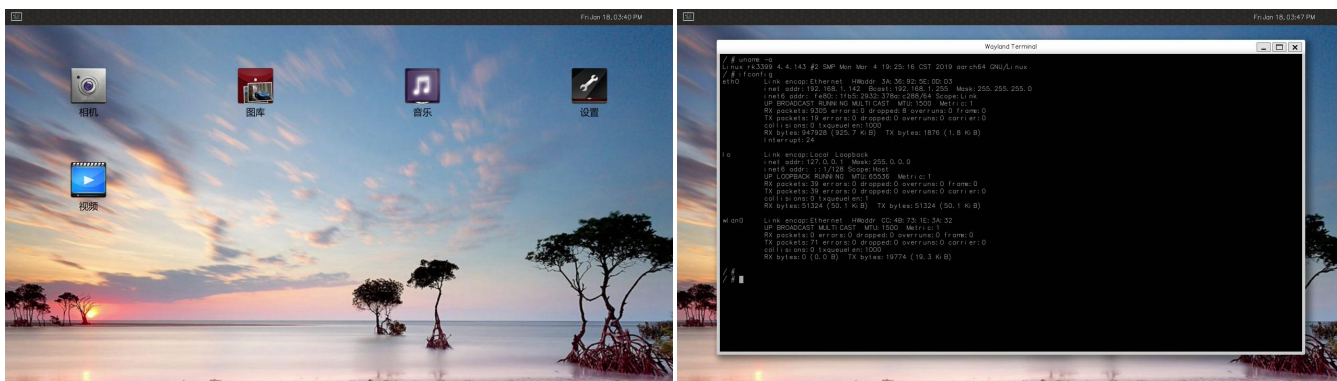 Fri Jan 18, 03:40 PM
相机
图库
音乐
设置
视频
Fri Jan 18, 03:47 PM
Wayland Terminal
/ # uname -a
Linux rk3399 4.4.143 #2 SMP Mon Mar 4 19:25:16 CST 2019 aarch64 GNU/Linux
/ # ifconfig
eth0 Link encap:Ethernet HWaddr 3A:36:92:5E:DD:D3
inet addr:192.168.1.142 Bcast:192.168.1.255 Mask:255.255.255.0
inet6 addr: fe80::1fb5:2932:378a:c288/64 Scope:Link
UP BROADCAST RUNNING MULTICAST MTU:1500 Metric:1
RX packets:9305 errors:0 dropped:8 overruns:0 frame:0
TX packets:19 errors:0 dropped:0 overruns:0 carrier:0
collisions:0 txqueuelen:1000
RX bytes:947928 (925.7 KiB) TX bytes:1876 (1.8 KiB)
Interrupt:24
lo Link encap:Local Loopback
inet addr:127.0.0.1 Mask:255.0.0.0
inet6 addr: ::1/128 Scope:Host
UP LOOPBACK RUNNING MTU:65536 Metric:1
RX packets:39 errors:0 dropped:0 overruns:0 frame:0
TX packets:39 errors:0 dropped:0 overruns:0 carrier:0
collisions:0 txqueuelen:1
RX bytes:51324 (50.1 KiB) TX bytes:51324 (50.1 KiB)
wlan0 Link encap:Ethernet HWaddr CC:4B:73:1E:3A:32
UP BROADCAST MULTICAST MTU:1500 Metric:1
RX packets:0 errors:0 dropped:0 overruns:0 frame:0
TX packets:71 errors:0 dropped:0 overruns:0 carrier:0
collisions:0 txqueuelen:1000
RX bytes:0 (0.0 B) TX bytes:19774 (19.3 KiB)
/ #
/ #